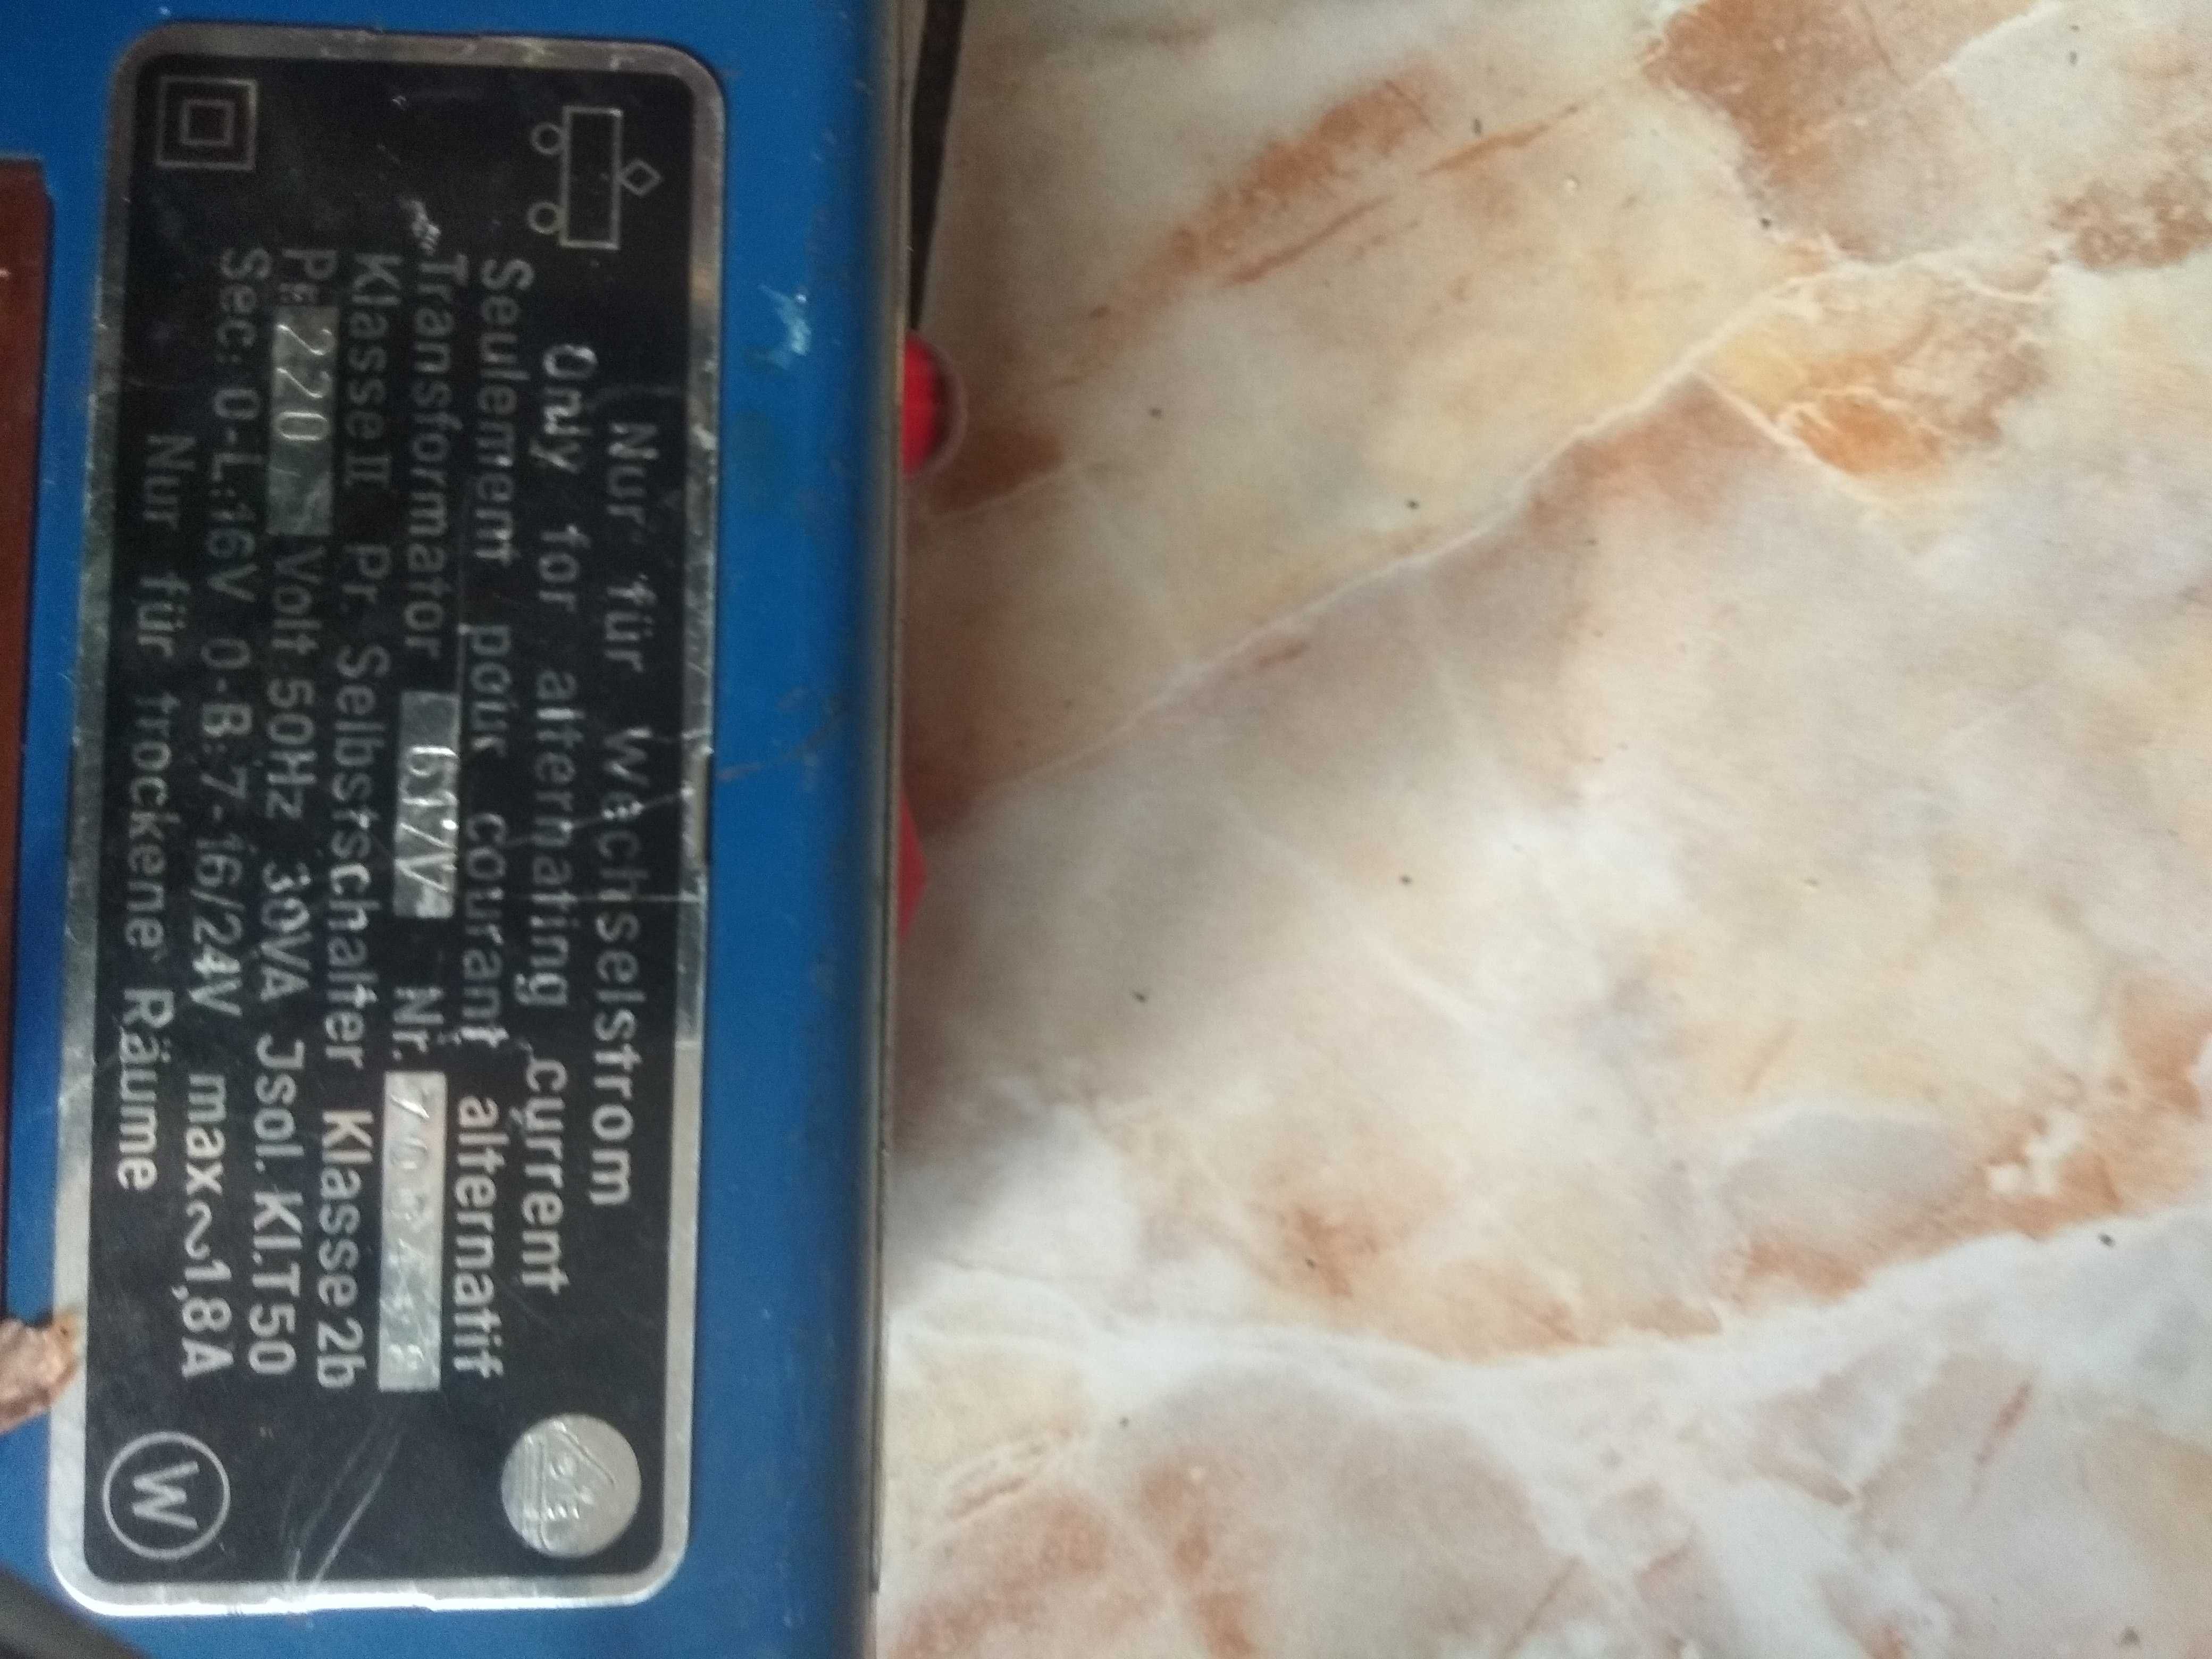 Nur für Wechselstrom
Only for alternating current
Seulement pour courant alternatif
Transformator 617V Nr.
Klasse II Pr. Selbstschalter Klasse 2b
Pr. 220 Volt 50Hz 30VA Jsol.Kl.T50
Sec: 0-L:16V 0-B:7-16/24V max~1,8A
Nur für trockene Räume
W